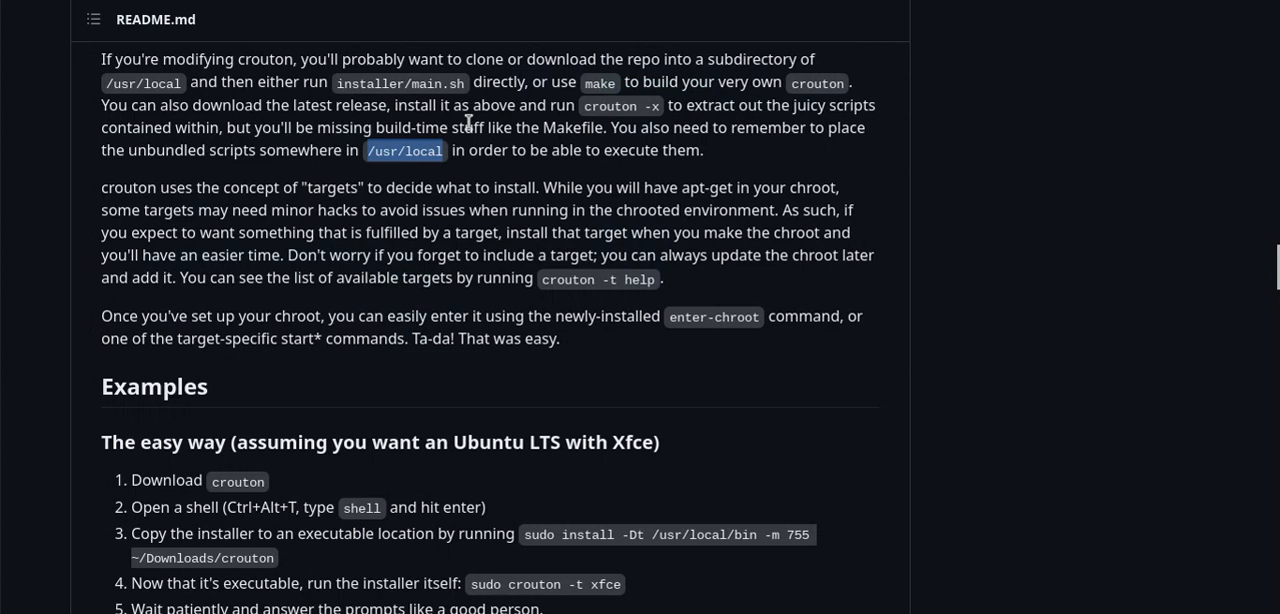 README.md
If you're modifying crouton, you'll probably want to clone or download the repo into a subdirectory of
/usr/local and then either run installer/main.sh directly, or use make to build your very own crouton.
You can also download the latest release, install it as above and run crouton -x to extract out the juicy scripts
contained within, but you'll be missing build-time stuff like the Makefile. You also need to remember to place
the unbundled scripts somewhere in /usr/local in order to be able to execute them.
crouton uses the concept of "targets" to decide what to install. While you will have apt-get in your chroot,
some targets may need minor hacks to avoid issues when running in the chrooted environment. As such, if
you expect to want something that is fulfilled by a target, install that target when you make the chroot and
you'll have an easier time. Don't worry if you forget to include a target; you can always update the chroot later
and add it. You can see the list of available targets by running crouton -t help.
Once you've set up your chroot, you can easily enter it using the newly-installed enter-chroot command, or
one of the target-specific start* commands. Ta-da! That was easy.
Examples
The easy way (assuming you want an Ubuntu LTS with Xfce)
1. Download crouton
2. Open a shell (Ctrl+Alt+T, type shell and hit enter)
3. Copy the installer to an executable location by running sudo install -Dt /usr/local/bin -m 755
~/Downloads/crouton
4. Now that it's executable, run the installer itself: sudo crouton -t xfce
5. Wait patiently and answer the prompts like a good person.